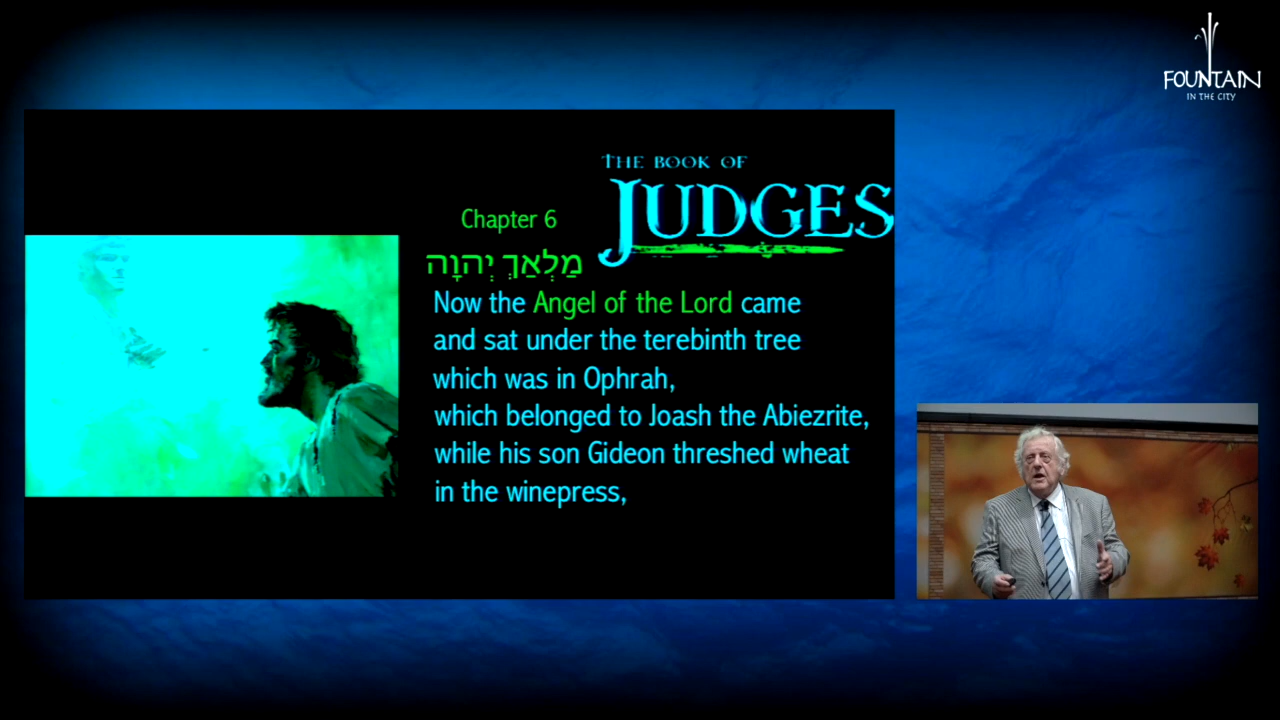 FOUNTAIN
IN THE CITY
THE BOOK OF
JUDGES
Chapter 6
מַלְאַךְ יְהוָה
Now the Angel of the Lord came
and sat under the terebinth tree
which was in Ophrah,
which belonged to Joash the Abiezrite,
while his son Gideon threshed wheat
in the winepress,